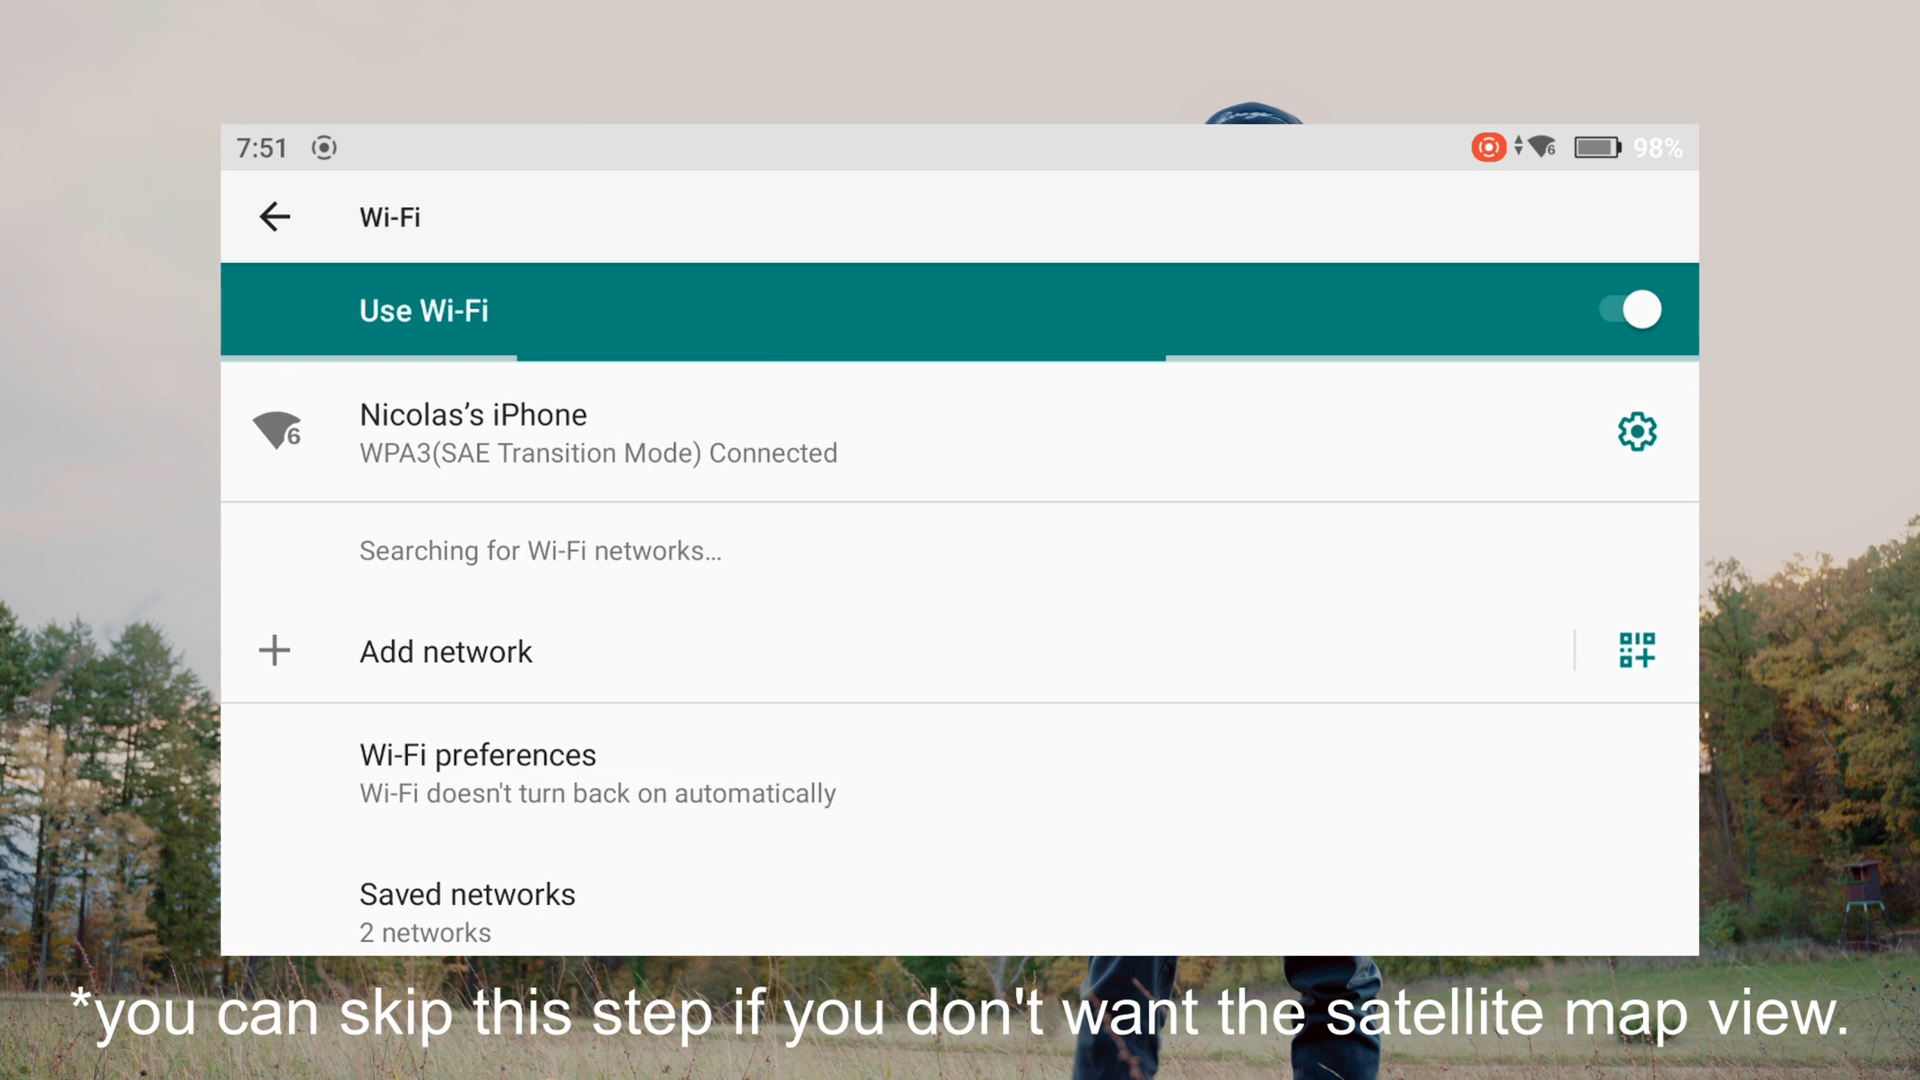 7:51
6
98%
Wi-Fi
Use Wi-Fi
6
Nicolas’s iPhone
WPA3(SAE Transition Mode) Connected
Searching for Wi-Fi networks…
Add network
Wi-Fi preferences
Wi-Fi doesn't turn back on automatically
Saved networks
2 networks
*you can skip this step if you don't want the satellite map view.